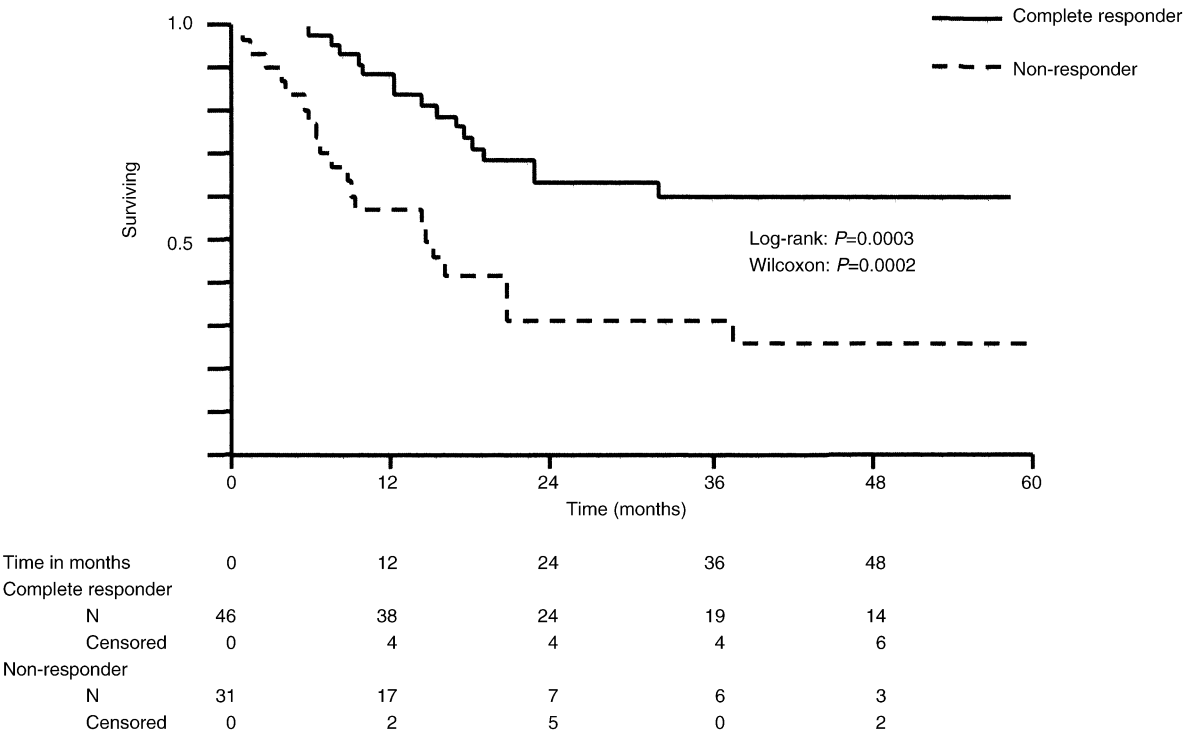 1.0
Complete responder
Non-responder
Surviving
0.5
Log-rank: P=0.0003
Wilcoxon: P=0.0002
0 12 24 36 48 60
Time (months)
Time in months 0 12 24 36 48
Complete responder
N 46 38 24 19 14
Censored 0 4 4 4 6
Non-responder
N 31 17 7 6 3
Censored 0 2 5 0 2